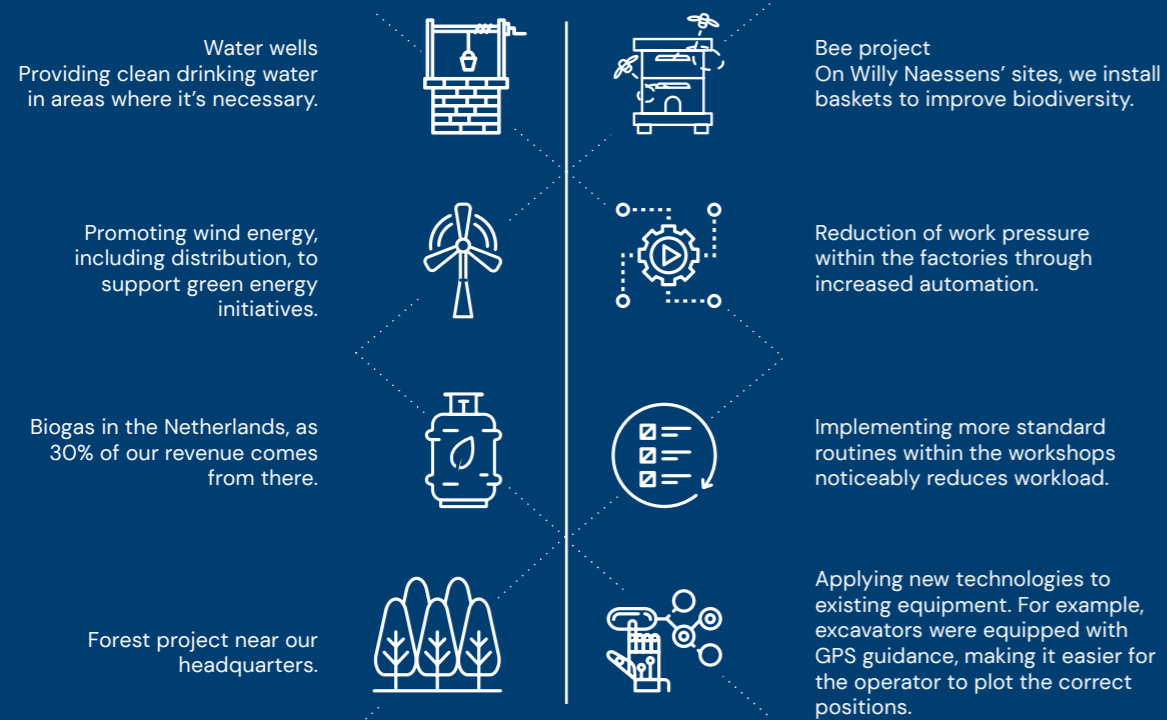 Water wells
Providing clean drinking water
in areas where it's necessary.
Bee project
On Willy Naessens' sites, we install
baskets to improve biodiversity.
Promoting wind energy,
including distribution, to
support green energy
initiatives.
Reduction of work pressure
within the factories through
increased automation.
Biogas in the Netherlands, as
30% of our revenue comes
from there.
Implementing more standard
routines within the workshops
noticeably reduces workload.
Forest project near our
headquarters.
Applying new technologies to
existing equipment. For example,
excavators were equipped with
GPS guidance, making it easier for
the operator to plot the correct
positions.